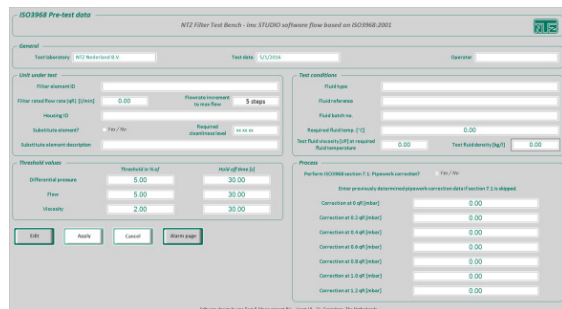 ISO3968 Pre-test data
NTZ Filter Test Bench - imc STUDIO software flow based on ISO3968:2001
NTZ
General
Test laboratory NTZ Nederland B.V. Test date 5/1/2016 Operator
Unit under test
Filter element ID
Filter rated flow rate (qR) [l/min] 0.00 Flowrate increment to max flow 5 steps
Housing ID
Substitute element? Yes / No Required cleanliness level xx xx xx
Substitute element description
Test conditions
Fluid type
Fluid reference
Fluid batch no.
Required fluid temp. [°C] 0.00
Test fluid viscosity [cP] at required fluid temperature 0.00 Test fluid density [kg/l] 0.00
Threshold values
Threshold in % of Hold off time [s]
Differential pressure 5.00 30.00
Flow 5.00 30.00
Viscosity 2.00 30.00
Edit Apply Cancel Alarm page
Process
Perform ISO3968 section 7.1: Pipework correction? Yes / No
Enter previously determined pipework correction data if section 7.1 is skipped.
Correction at 0 qR [mbar] 0.00
Correction at 0.2 qR [mbar] 0.00
Correction at 0.4 qR [mbar] 0.00
Correction at 0.6 qR [mbar] 0.00
Correction at 0.8 qR [mbar] 0.00
Correction at 1.0 qR [mbar] 0.00
Correction at 1.2 qR [mbar] 0.00